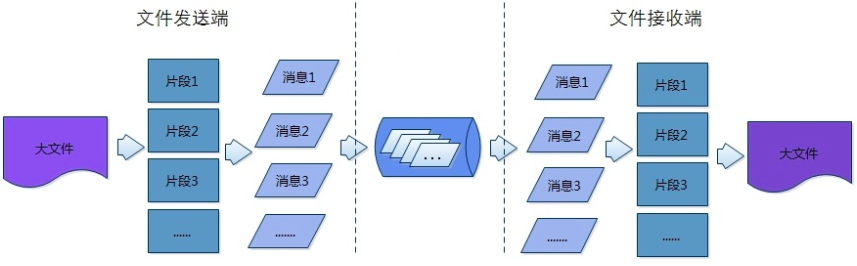 文件发送端
文件接收端
大文件
片段1
片段2
片段3
......
消息1
消息2
消息3
.......
...
消息1
消息2
消息3
.......
片段1
片段2
片段3
......
大文件